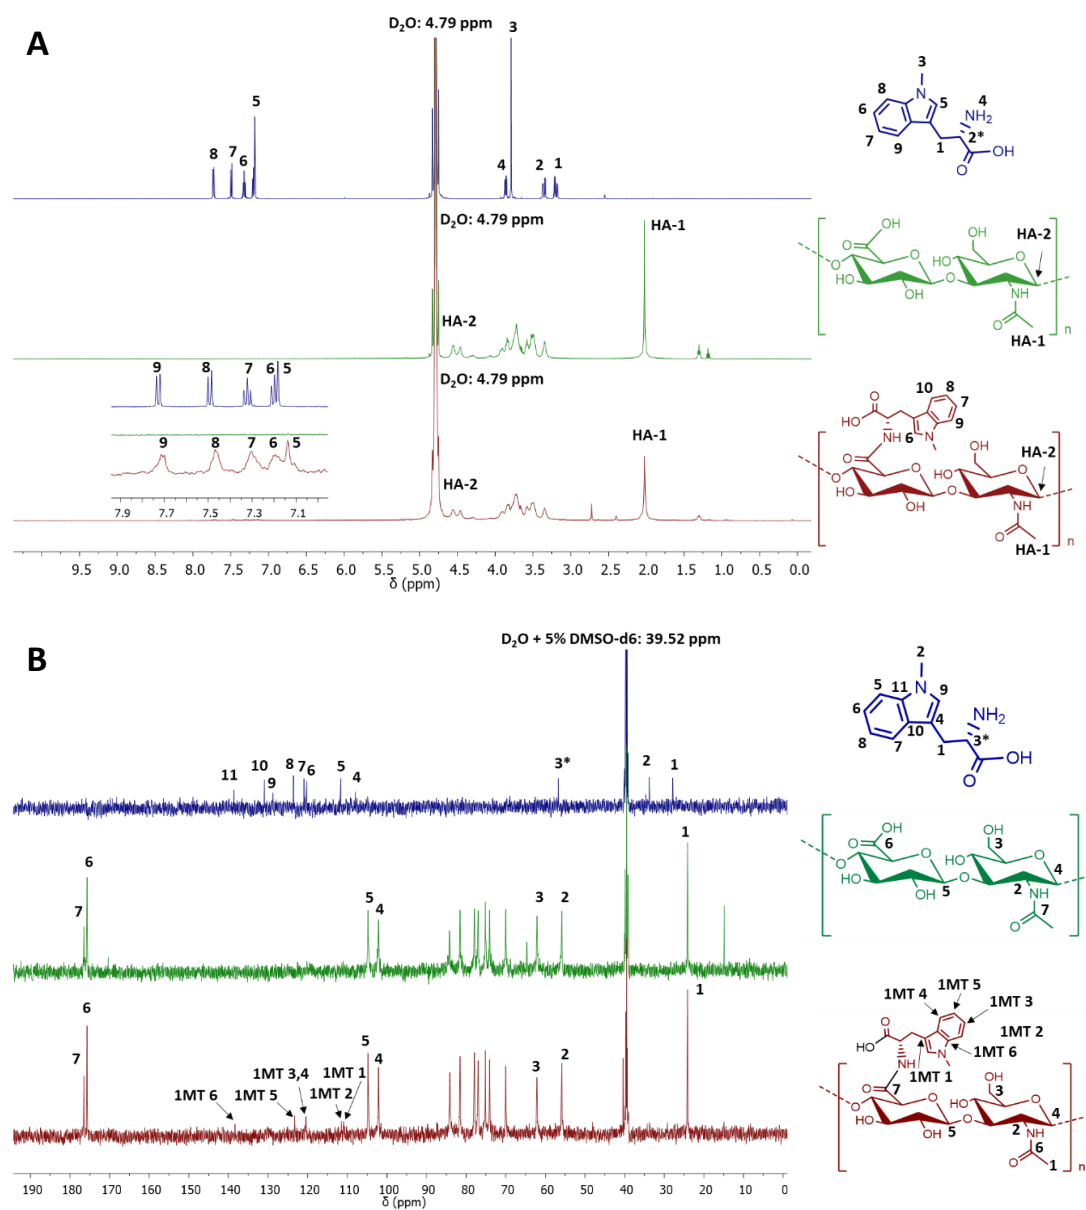 A
D₂O: 4.79 ppm
3
5
8
7
6
4
2
1
3
N
8
6
7
9
5
4
NH₂
2*
1
OH
O
D₂O: 4.79 ppm
HA-1
HA-2
OH
O
O
O
HO
OH
O
OH
HO
O
NH
O
HA-2
HA-1
n
D₂O: 4.79 ppm
9
8
7
6
5
9
8
7
6
5
7.9
7.7
7.5
7.3
7.1
HA-2
HA-1
10
8
7
9
6
N
O
HO
NH
O
O
O
HO
OH
O
OH
HO
O
NH
O
HA-2
HA-1
n
9.5 9.0 8.5 8.0 7.5 7.0 6.5 6.0 5.5 5.0 4.5 4.0 3.5 3.0 2.5 2.0 1.5 1.0 0.5 0.0
δ (ppm)
B
D₂O + 5% DMSO-d6: 39.52 ppm
11
10
9
8
7
6
5
4
3*
2
1
2
N
5
11
9
6
4
10
8
7
1
3*
NH₂
OH
O
7
6
5
4
3
2
1
OH
6
O
O
O
HO
OH
5
O
OH
3
HO
O
4
2
NH
7
O
n
7
6
1MT 6
1MT 5
1MT 3,4
1MT 2
1MT 1
5
4
3
2
1
1MT 4
1MT 5
1MT 3
1MT 2
1MT 6
1MT 1
O
HO
NH
N
O
7
O
O
HO
OH
5
O
OH
3
HO
O
4
2
NH
6
O
1
n
190 180 170 160 150 140 130 120 110 100 90 80 70 60 50 40 30 20 10 0
δ (ppm)